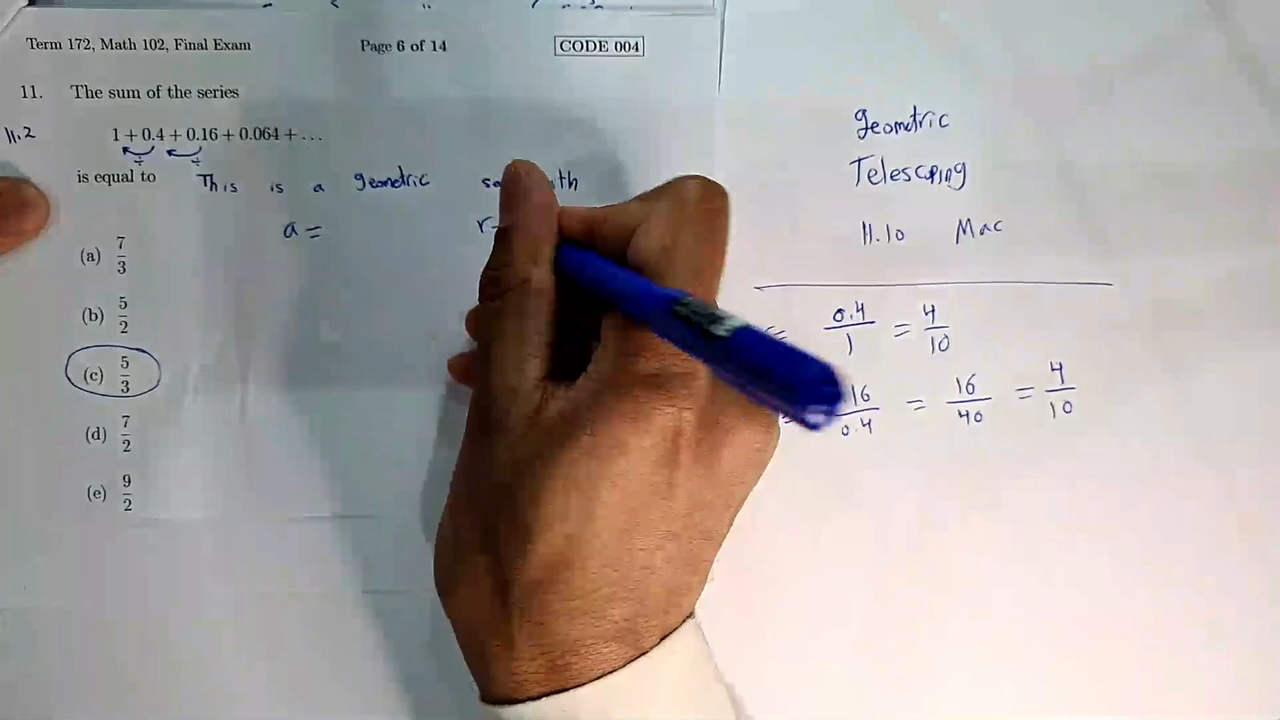 Term 172, Math 102, Final Exam Page 6 of 14 CODE 004
11. The sum of the series
11.2
1 + 0.4 + 0.16 + 0.064 + ...
÷ ÷
is equal to This is a geometric
a =
(a) 7/3
(b) 5/2
(c) 5/3
(d) 7/2
(e) 9/2
Geometric
Telescoping
11.10 Mac
= 0.4/1 = 4/10
16/0.4 = 16/40 = 4/10